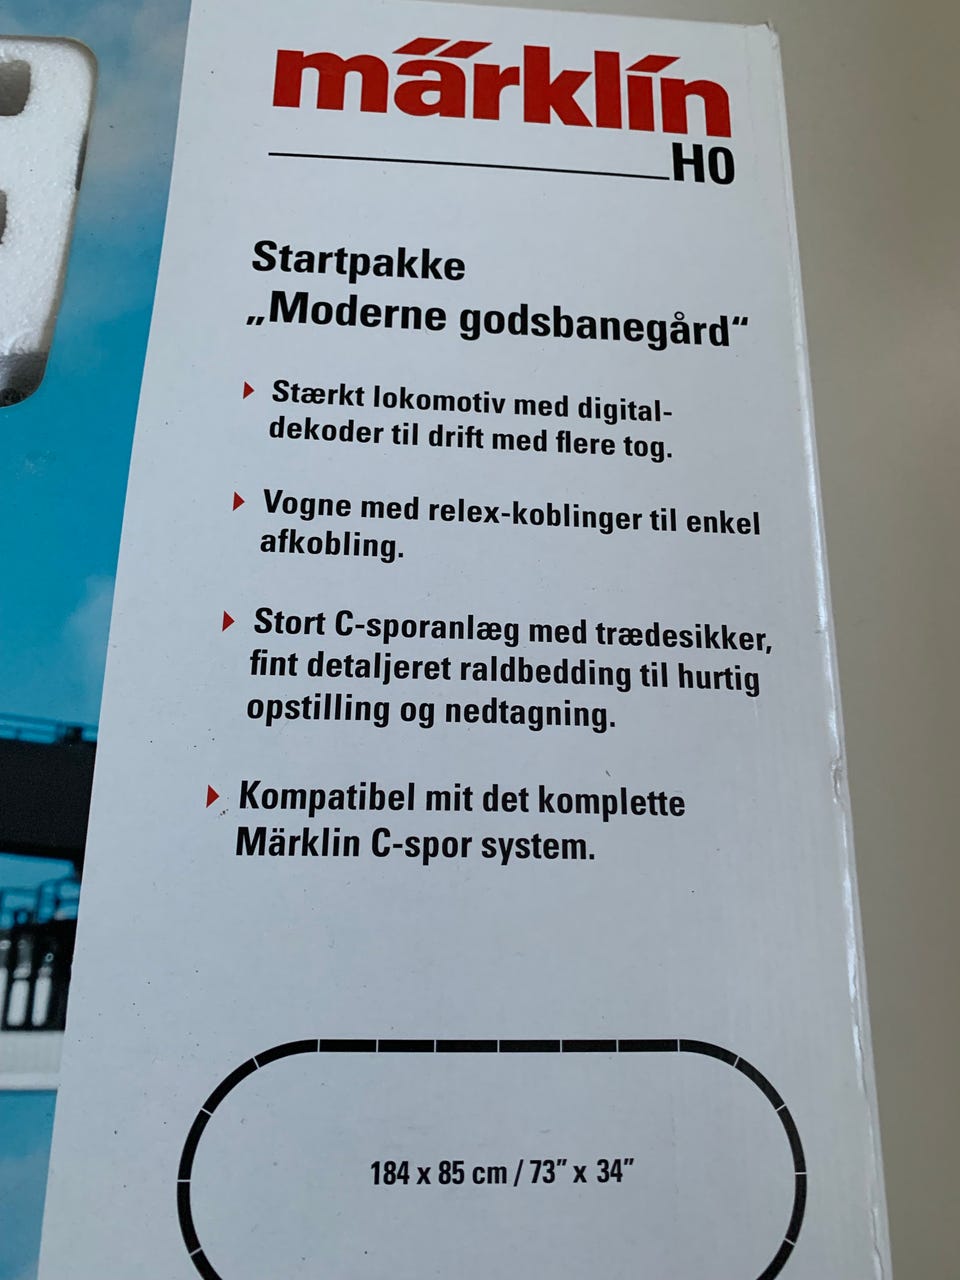 märklín
H0
Startpakke
„Moderne godsbanegård“
Stærkt lokomotiv med digital-
dekoder til drift med flere tog.
Vogne med relex-koblinger til enkel
afkobling.
Stort C-sporanlæg med trædesikker,
fint detaljeret raldbedding til hurtig
opstilling og nedtagning.
Kompatibel mit det komplette
Märklin C-spor system.
184 x 85 cm / 73″ x 34″